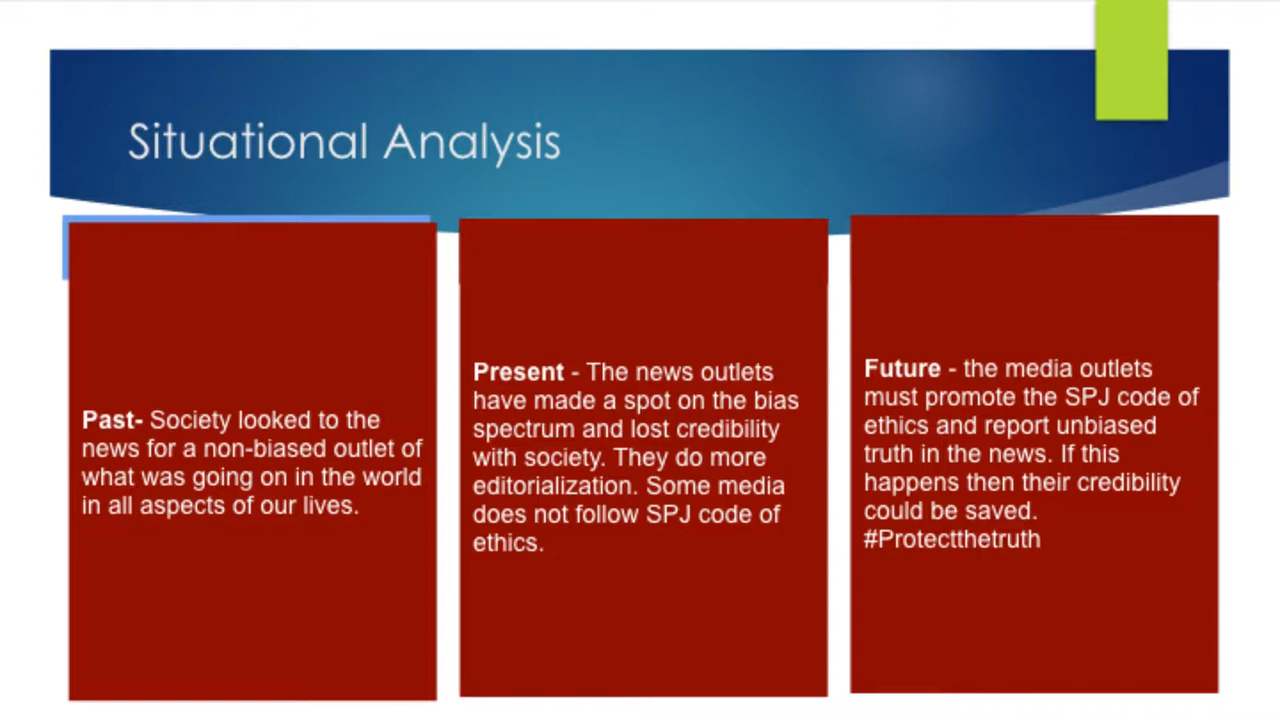 Situational Analysis
Past- Society looked to the
news for a non-biased outlet of
what was going on in the world
in all aspects of our lives.
Present - The news outlets
have made a spot on the bias
spectrum and lost credibility
with society. They do more
editorialization. Some media
does not follow SPJ code of
ethics.
Future - the media outlets
must promote the SPJ code of
ethics and report unbiased
truth in the news. If this
happens then their credibility
could be saved.
#Protectthetruth